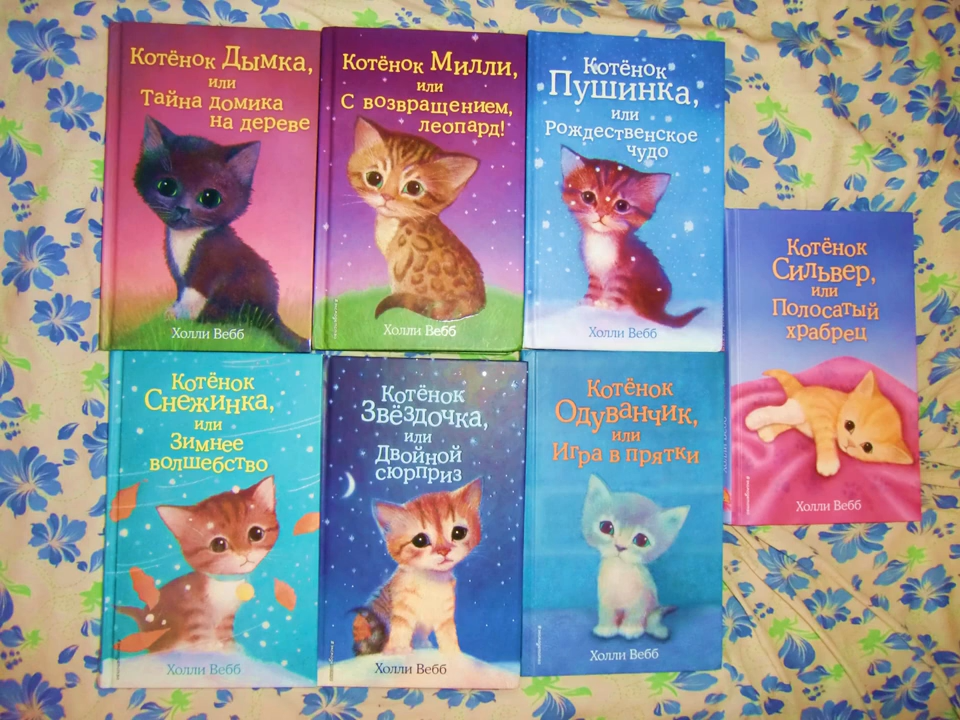 Котёнок Дымка,
или
Тайна домика
на дереве
Холли Вебб
Котёнок Милли,
или
С возвращением,
леопард!
Холли Вебб
Котёнок
Пушинка,
или
Рождественское
чудо
Холли Вебб
Котёнок
Сильвер,
или
Полосатый
храбрец
Холли Вебб
Котёнок
Снежинка,
или
Зимнее
волшебство
Холли Вебб
Котёнок
Звёздочка,
или
Двойной
сюрприз
Холли Вебб
Котёнок
Одуванчик,
или
Игра в прятки
Холли Вебб